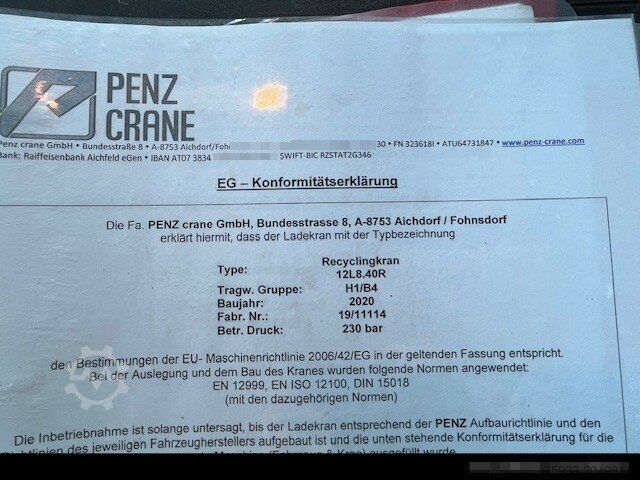 PENZ
CRANE
Penz crane GmbH • Bundesstraße 8 • A-8753 Aichdorf/Fohn 30 • FN 323618I • ATU64731847 • www.penz-crane.com
Bank: Raiffeisenbank Aichfeld eGen • IBAN AT07 3834 SWIFT-BIC RZSTAT2G346
EG – Konformitätserklärung
Die Fa. PENZ crane GmbH, Bundesstrasse 8, A-8753 Aichdorf / Fohnsdorf
erklärt hiermit, dass der Ladekran mit der Typbezeichnung
Recyclingkran
Type: 12L8.40R
Tragw. Gruppe: H1/B4
Baujahr: 2020
Fabr. Nr.: 19/11114
Betr. Druck: 230 bar
den Bestimmungen der EU- Maschinenrichtlinie 2006/42/EG in der geltenden Fassung entspricht.
Bei der Auslegung und dem Bau des Kranes wurden folgende Normen angewendet:
EN 12999, EN ISO 12100, DIN 15018
(mit den dazugehörigen Normen)
Die Inbetriebnahme ist solange untersagt, bis der Ladekran entsprechend der PENZ Aufbaurichtlinie und den
des jeweiligen Fahrzeugherstellers aufgebaut ist und die unten stehende Konformitätserklärung für die
(Fahrzeug & Kran) ausgefüllt wurde